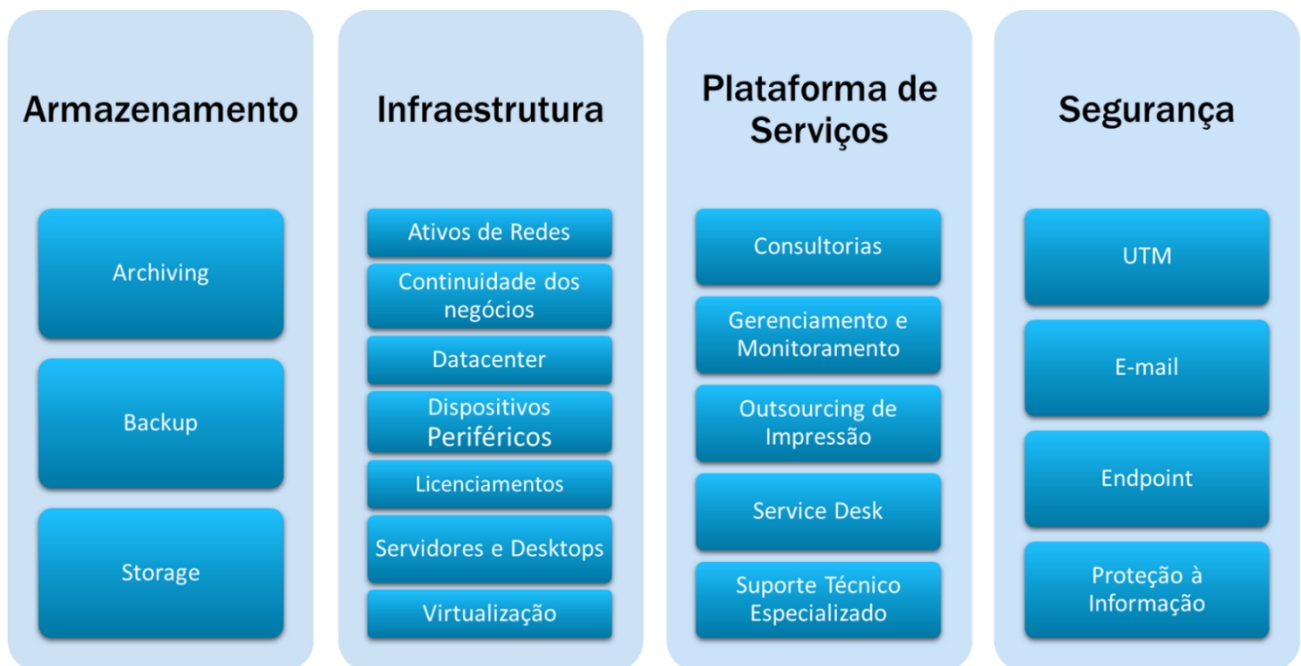 Armazenamento
Archiving
Backup
Storage
Infraestrutura
Ativos de Redes
Continuidade dos
negócios
Datacenter
Dispositivos
Periféricos
Licenciamentos
Servidores e Desktops
Virtualização
Plataforma de
Serviços
Consultorias
Gerenciamento e
Monitoramento
Outsourcing de
Impressão
Service Desk
Suporte Técnico
Especializado
Segurança
UTM
E-mail
Endpoint
Proteção à
Informação